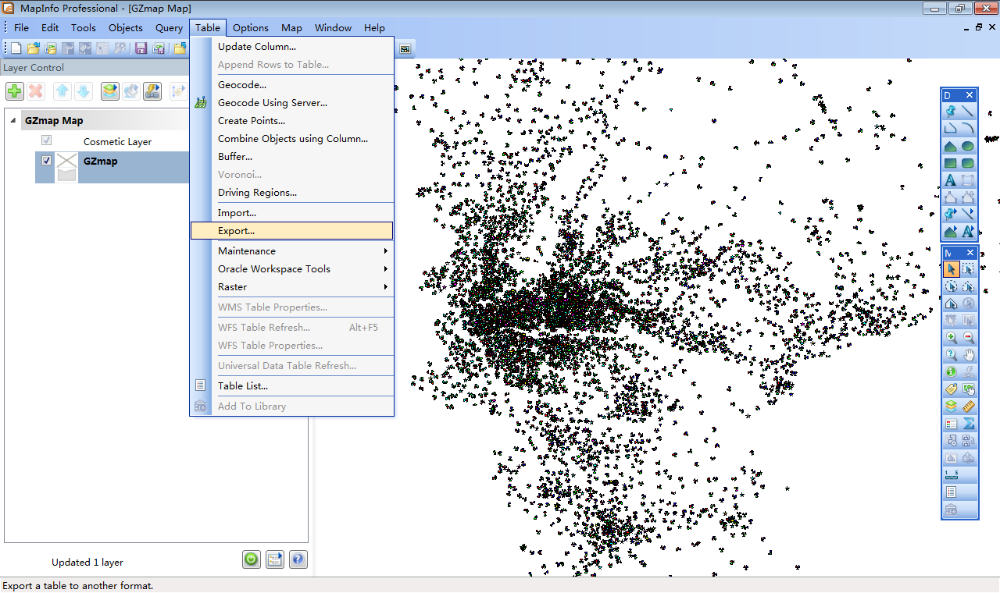 MapInfo Professional - [GZmap Map]
File Edit Tools Objects Query Table Options Map Window Help
Layer Control
GZmap Map
Cosmetic Layer
GZmap
Update Column...
Append Rows to Table...
Geocode...
Geocode Using Server...
Create Points...
Combine Objects using Column...
Buffer...
Voronoi...
Driving Regions...
Import...
Export...
Maintenance
Oracle Workspace Tools
Raster
WMS Table Properties...
WFS Table Refresh... Alt+F5
WFS Table Properties...
Universal Data Table Refresh...
Table List...
Add To Library
D
M
1 5
Updated 1 layer
Export a table to another format.